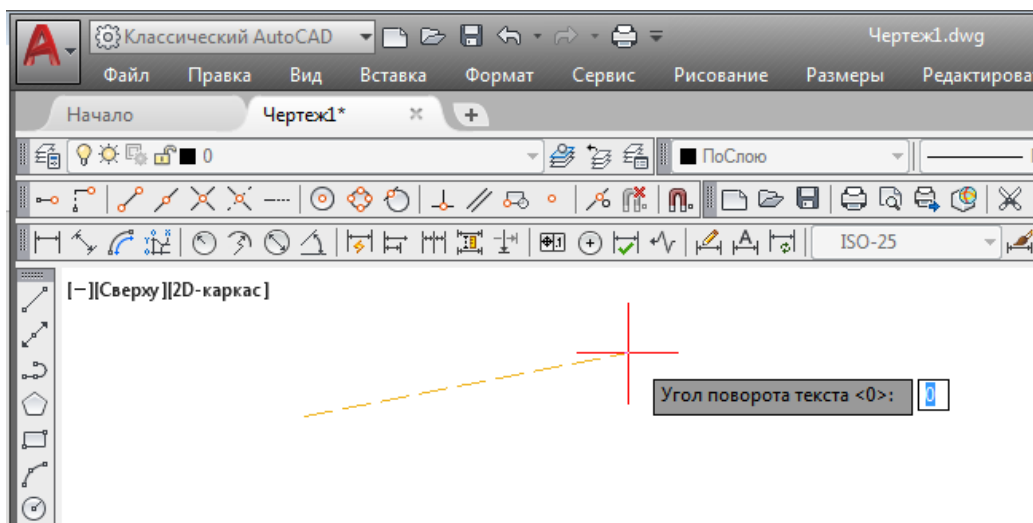 Классический AutoCAD Чертеж1.dwg
Файл Правка Вид Вставка Формат Сервис Рисование Размеры Редактирова
Начало Чертеж1*
0 ПоСлою
ISO-25
[−][Сверху][2D-каркас]
Угол поворота текста <0>: 0